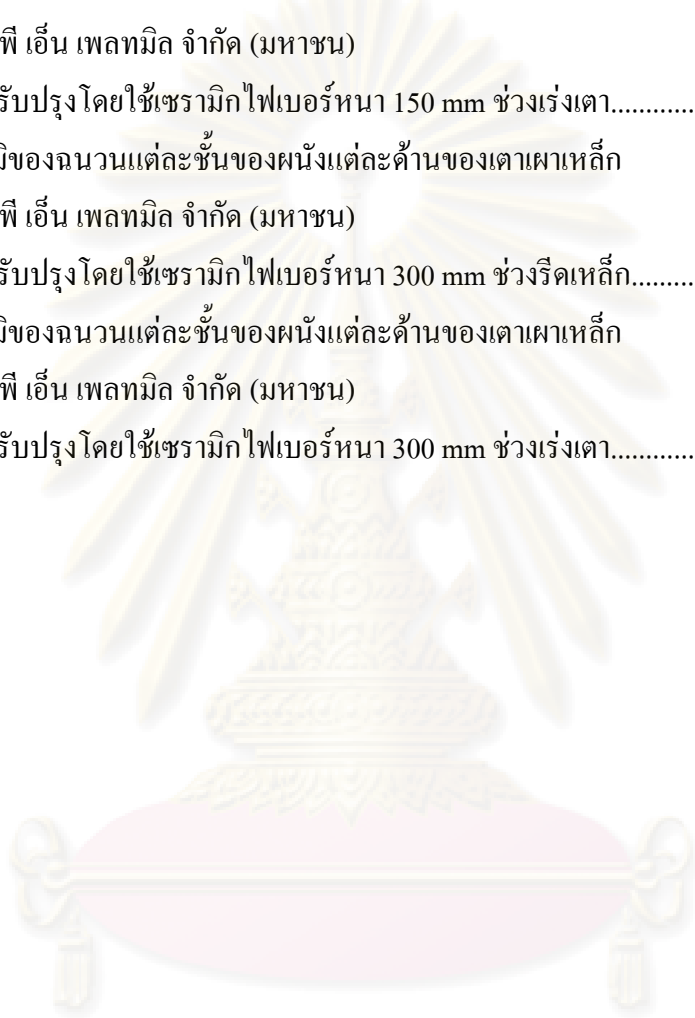 พี เอ็น เพลทมิล จำกัด (มหาชน)
รับปรุงโดยใช้เซรามิกไฟเบอร์หนา 150 mm ช่วงเร่งเตา............
มิของฉนวนแต่ละชั้นของผนังแต่ละด้านของเตาเผาเหล็ก
พี เอ็น เพลทมิล จำกัด (มหาชน)
รับปรุงโดยใช้เซรามิกไฟเบอร์หนา 300 mm ช่วงรีดเหล็ก.........
มิของฉนวนแต่ละชั้นของผนังแต่ละด้านของเตาเผาเหล็ก
พี เอ็น เพลทมิล จำกัด (มหาชน)
รับปรุงโดยใช้เซรามิกไฟเบอร์หนา 300 mm ช่วงเร่งเตา............